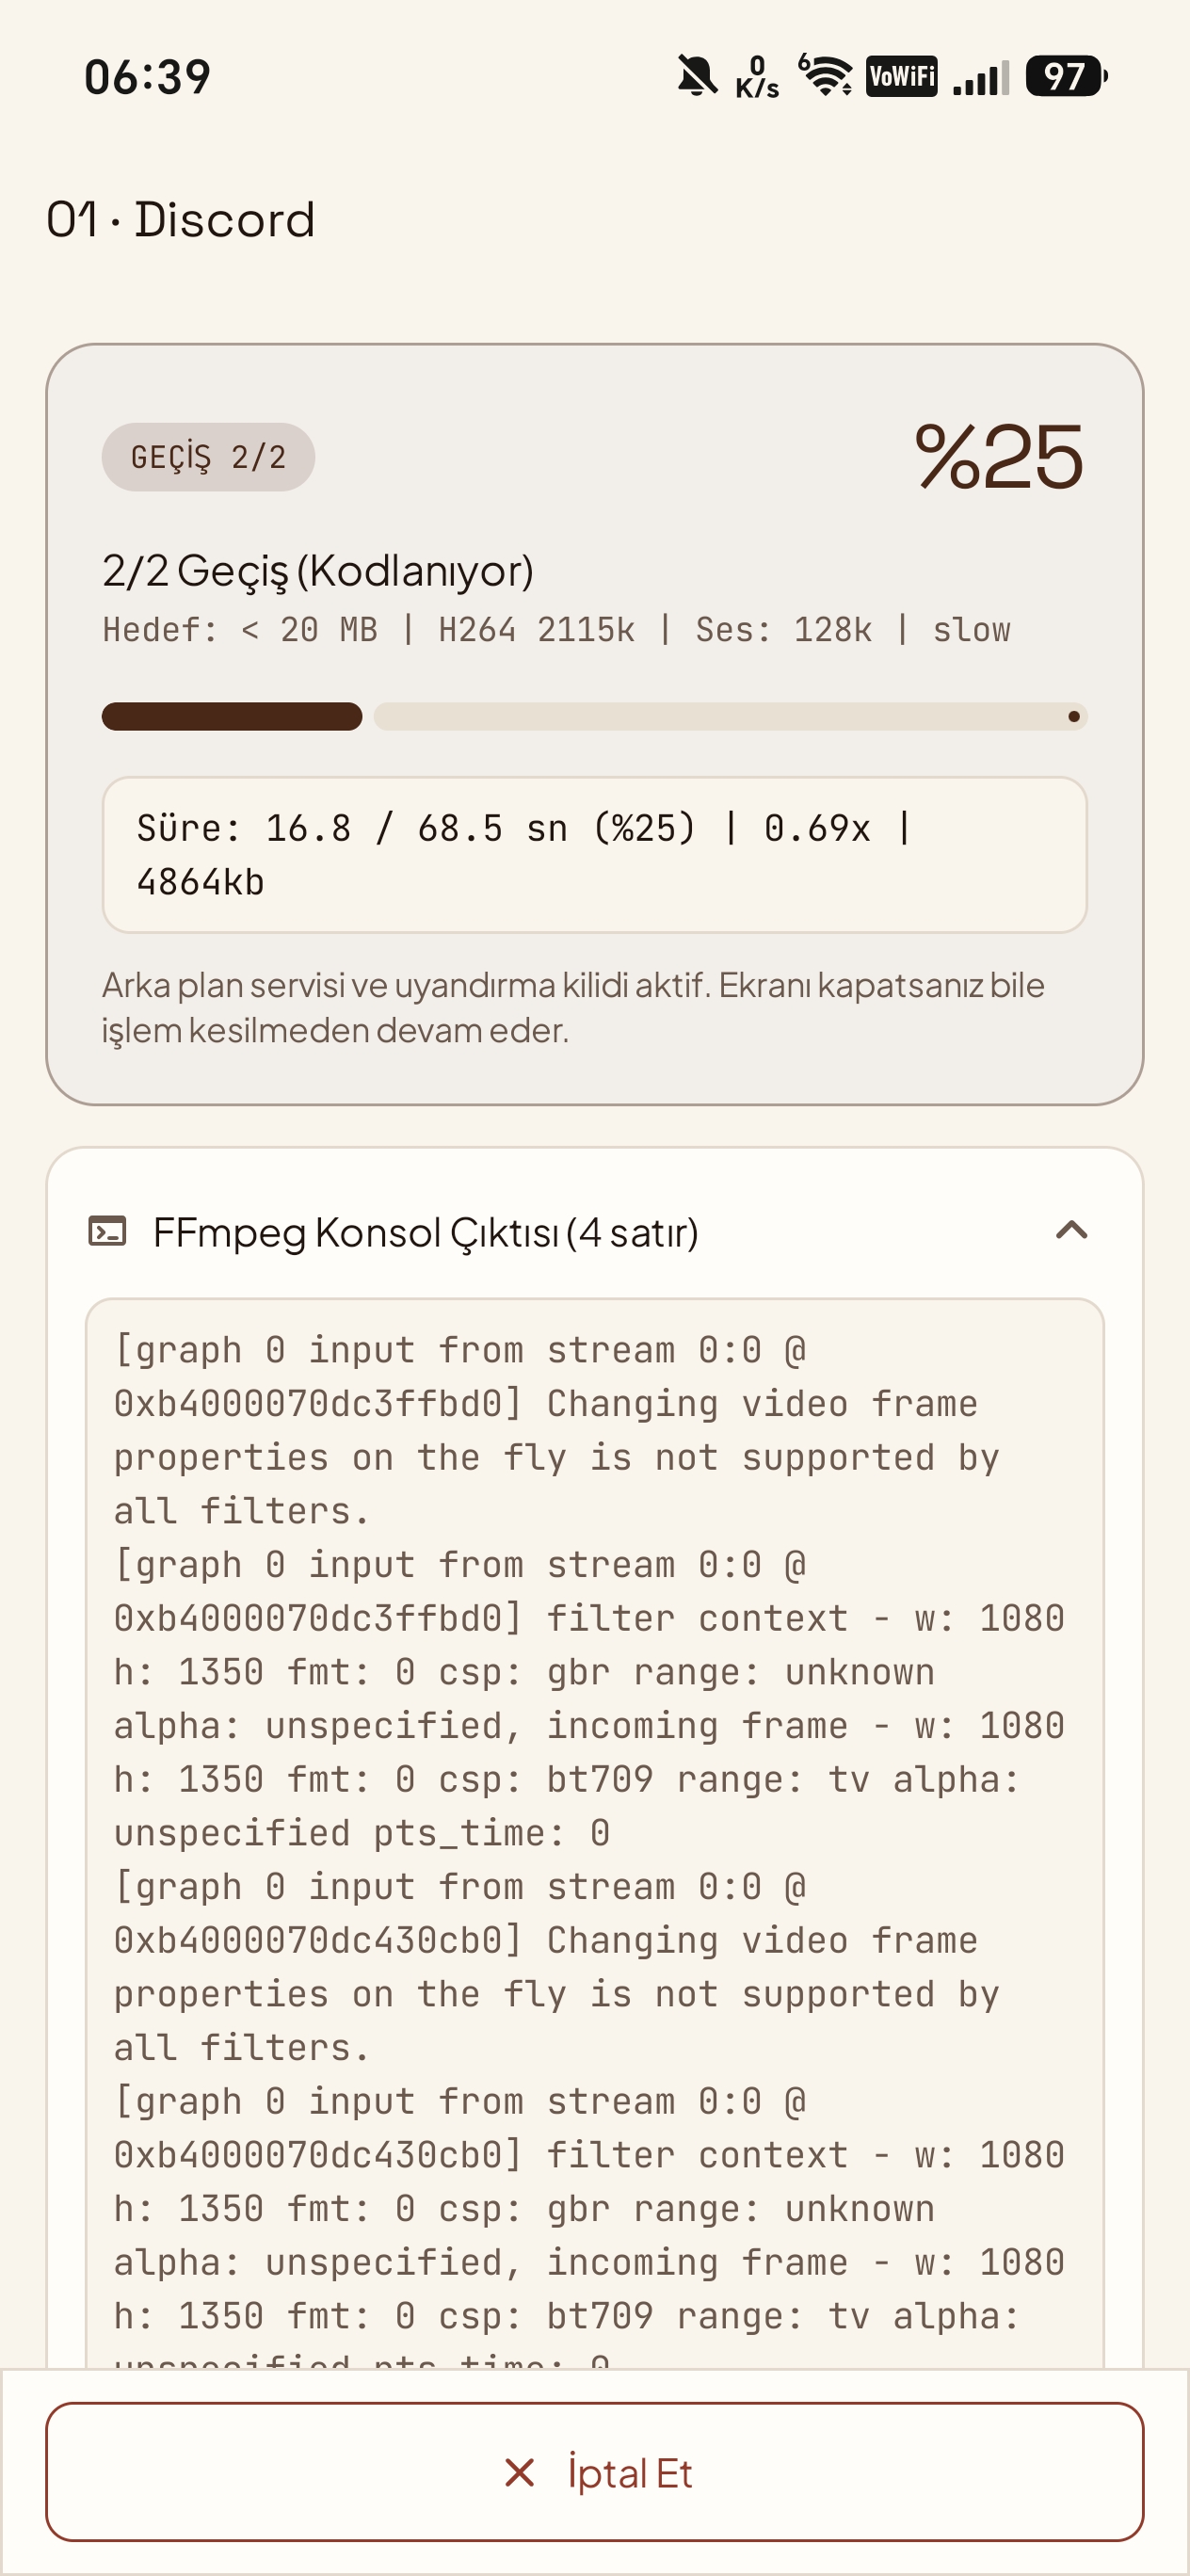 06:39
0
K/s
6
VoWiFi
97
01 · Discord
GEÇİŞ 2/2
%25
2/2 Geçiş (Kodlanıyor)
Hedef: < 20 MB | H264 2115k | Ses: 128k | slow
Süre: 16.8 / 68.5 sn (%25) | 0.69x |
4864kb
Arka plan servisi ve uyandırma kilidi aktif. Ekranı kapatsanız bile
işlem kesilmeden devam eder.
FFmpeg Konsol Çıktısı (4 satır)
[graph 0 input from stream 0:0 @
0xb4000070dc3ffbd0] Changing video frame
properties on the fly is not supported by
all filters.
[graph 0 input from stream 0:0 @
0xb4000070dc3ffbd0] filter context - w: 1080
h: 1350 fmt: 0 csp: gbr range: unknown
alpha: unspecified, incoming frame - w: 1080
h: 1350 fmt: 0 csp: bt709 range: tv alpha:
unspecified pts_time: 0
[graph 0 input from stream 0:0 @
0xb4000070dc430cb0] Changing video frame
properties on the fly is not supported by
all filters.
[graph 0 input from stream 0:0 @
0xb4000070dc430cb0] filter context - w: 1080
h: 1350 fmt: 0 csp: gbr range: unknown
alpha: unspecified, incoming frame - w: 1080
h: 1350 fmt: 0 csp: bt709 range: tv alpha:
unspecified pts_time: 0
İptal Et